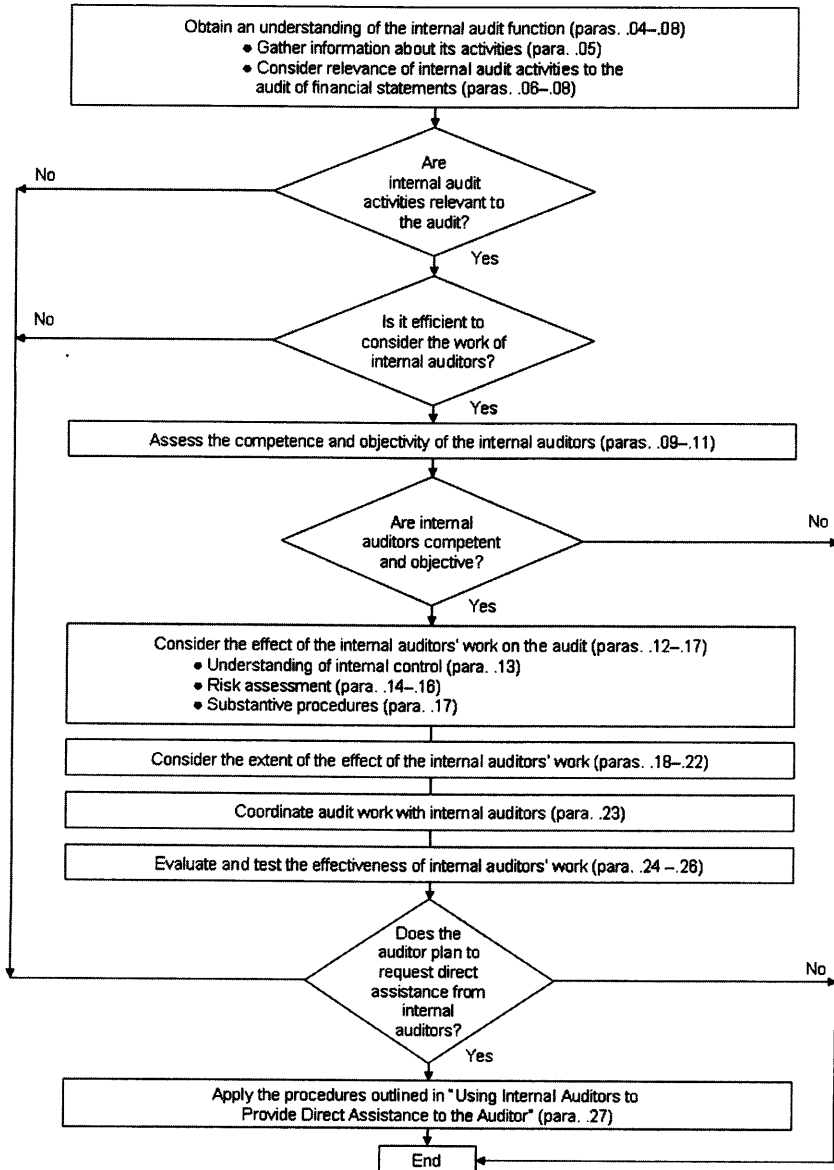 Obtain an understanding of the internal audit function (paras. .04–.08)
● Gather information about its activities (para. .05)
● Consider relevance of internal audit activities to the
audit of financial statements (paras. .06–.08)
Are
internal audit
activities relevant to
the audit?
No
Yes
Is it efficient to
consider the work of
internal auditors?
No
Yes
Assess the competence and objectivity of the internal auditors (paras. .09–.11)
Are internal
auditors competent
and objective?
No
Yes
Consider the effect of the internal auditors' work on the audit (paras. .12–.17)
● Understanding of internal control (para. .13)
● Risk assessment (para. .14–.16)
● Substantive procedures (para. .17)
Consider the extent of the effect of the internal auditors' work (paras. .18–.22)
Coordinate audit work with internal auditors (para. .23)
Evaluate and test the effectiveness of internal auditors' work (para. .24 –.26)
Does the
auditor plan to
request direct
assistance from
internal
auditors?
No
Yes
Apply the procedures outlined in "Using Internal Auditors to
Provide Direct Assistance to the Auditor" (para. .27)
End